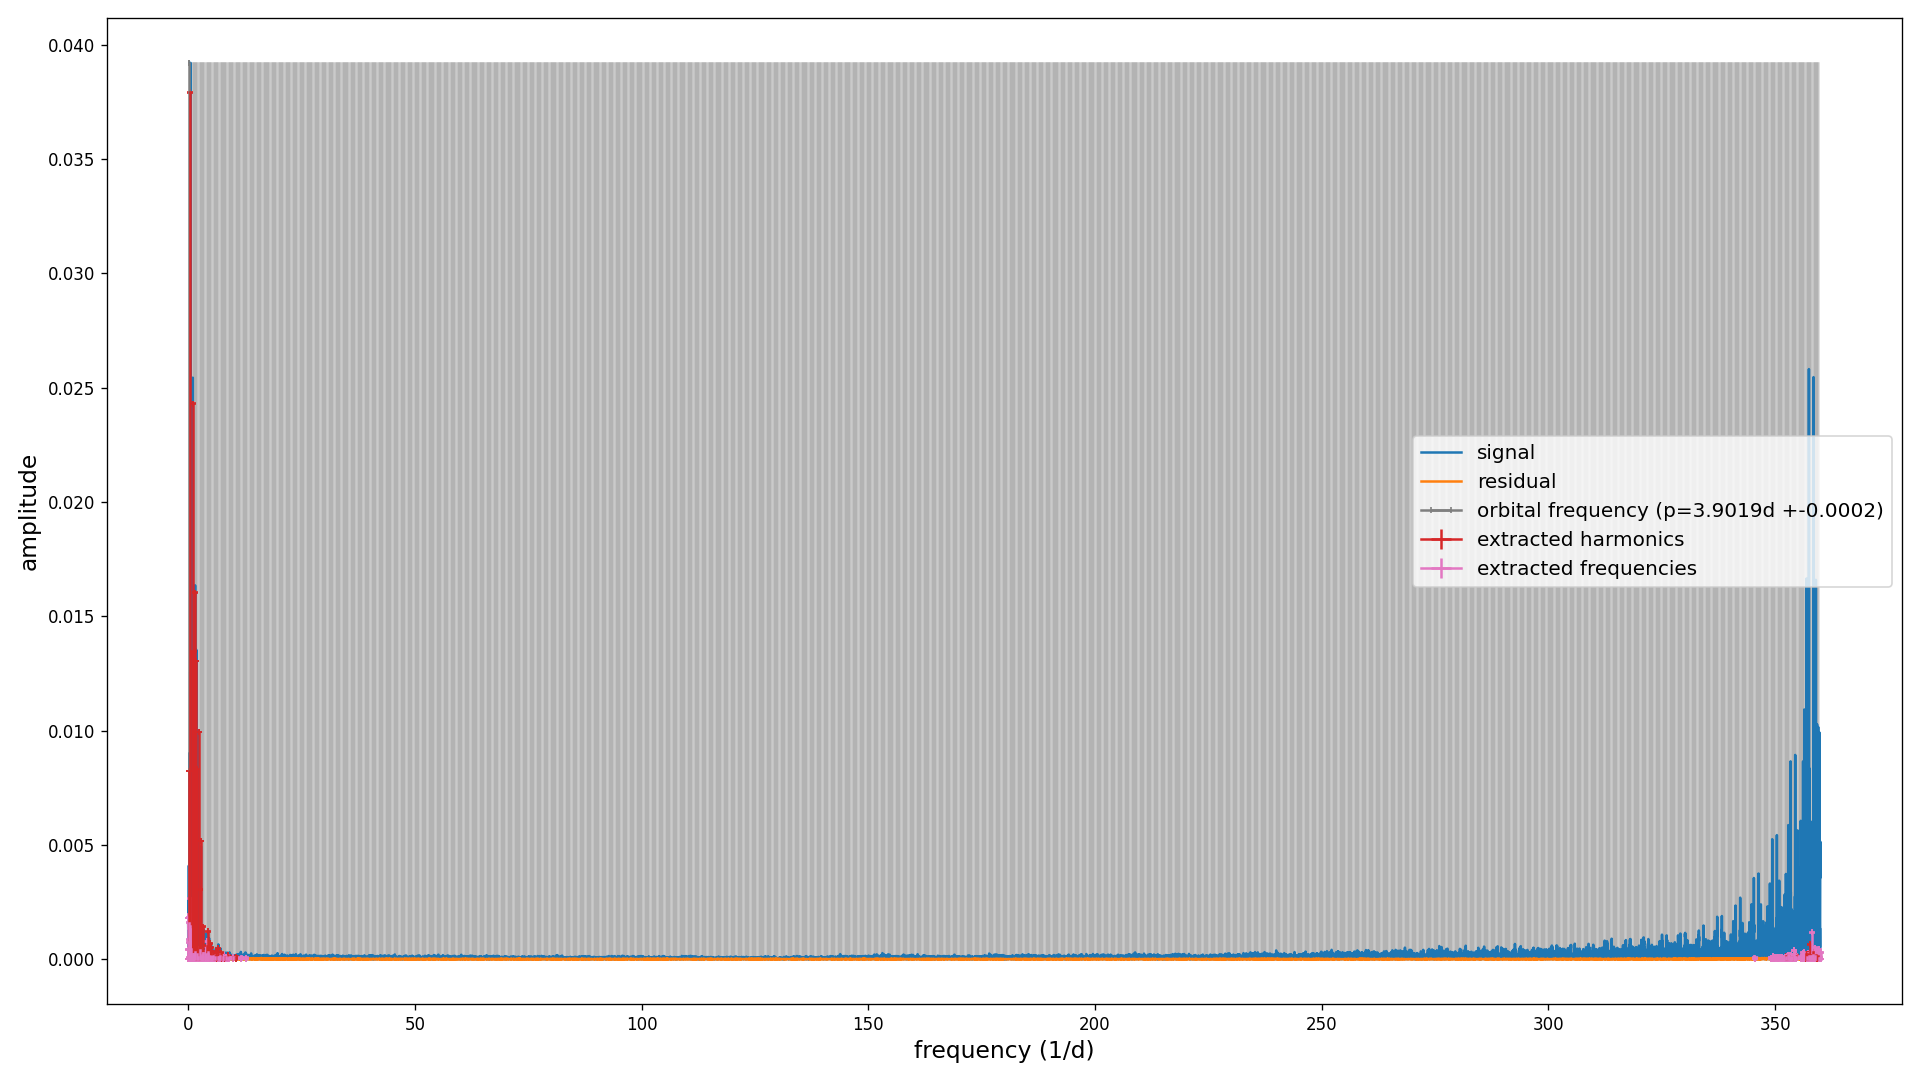 0.040
0.035
0.030
0.025
0.020
0.015
0.010
0.005
0.000
amplitude
signal
residual
orbital frequency (p=3.9019d +-0.0002)
extracted harmonics
extracted frequencies
0 50 100 150 200 250 300 350
frequency (1/d)